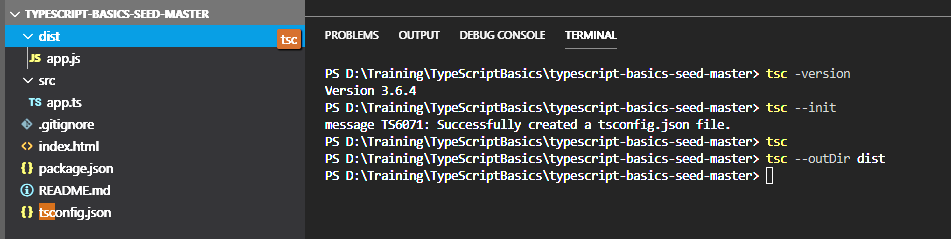 TYPESCRIPT-BASICS-SEED-MASTER
dist
tsc
JS app.js
src
TS app.ts
.gitignore
<> index.html
{} package.json
README.md
{} tsconfig.json
PROBLEMS OUTPUT DEBUG CONSOLE TERMINAL
PS D:\Training\TypeScriptBasics\typescript-basics-seed-master> tsc -version
Version 3.6.4
PS D:\Training\TypeScriptBasics\typescript-basics-seed-master> tsc --init
message TS6071: Successfully created a tsconfig.json file.
PS D:\Training\TypeScriptBasics\typescript-basics-seed-master> tsc
PS D:\Training\TypeScriptBasics\typescript-basics-seed-master> tsc --outDir dist
PS D:\Training\TypeScriptBasics\typescript-basics-seed-master>